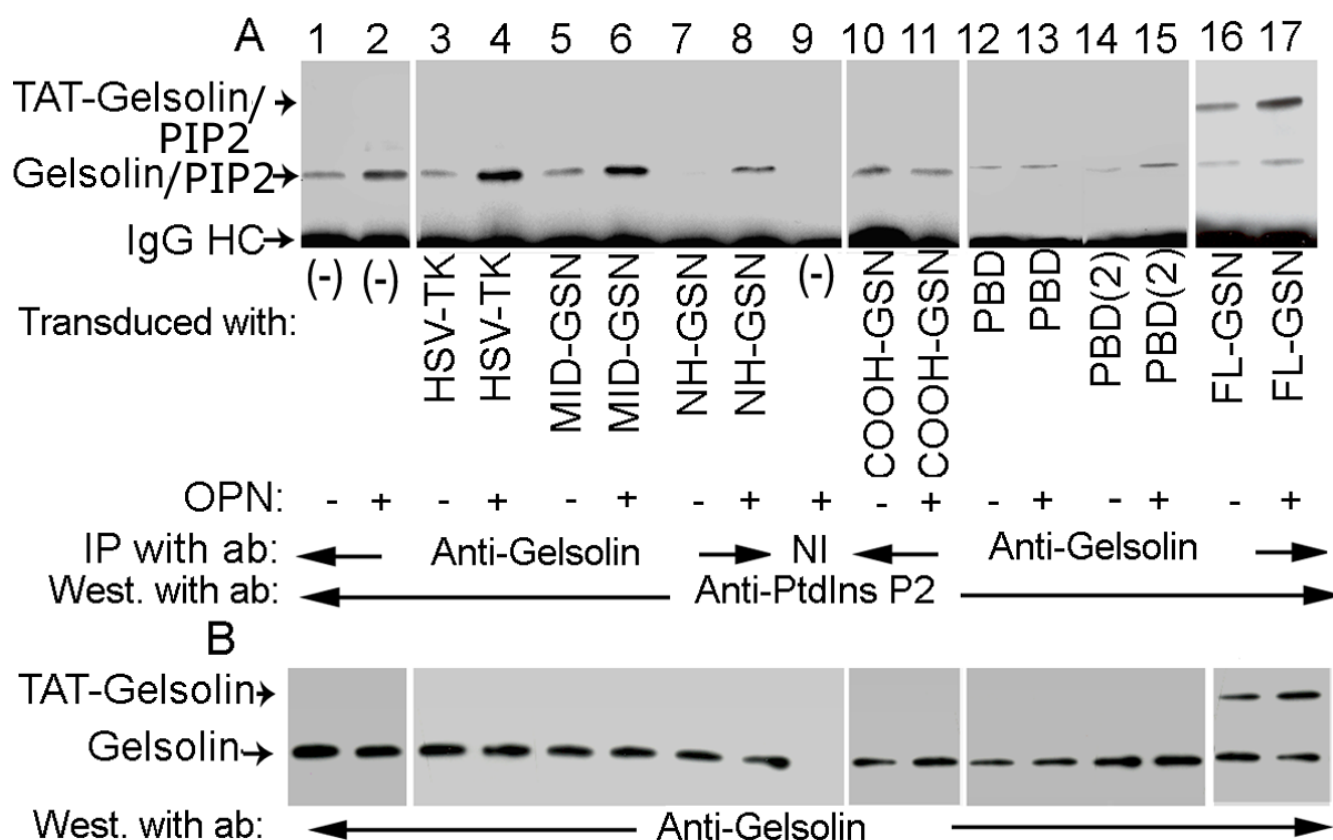 A 1 2 3 4 5 6 7 8 9 10 11 12 13 14 15 16 17
TAT-Gelsolin/
PIP2
Gelsolin/PIP2
IgG HC
Transduced with: (-) (-) HSV-TK HSV-TK MID-GSN MID-GSN NH-GSN NH-GSN (-) COOH-GSN COOH-GSN PBD PBD PBD(2) PBD(2) FL-GSN FL-GSN
OPN: - + - + - + - + + - + - + - + - +
IP with ab: Anti-Gelsolin NI Anti-Gelsolin
West. with ab: Anti-PtdIns P2
B
TAT-Gelsolin
Gelsolin
West. with ab: Anti-Gelsolin